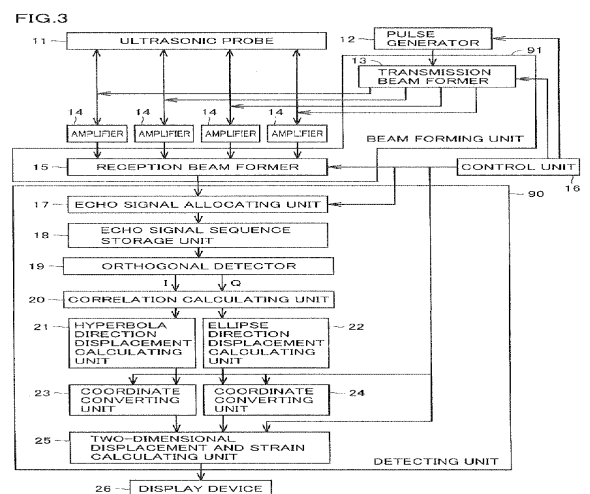 FIG.3
11
ULTRASONIC PROBE
12
PULSE
GENERATOR
91
13
TRANSMISSION
BEAM FORMER
14
14
14
14
AMPLIFIER
AMPLIFIER
AMPLIFIER
AMPLIFIER
BEAM FORMING UNIT
15
RECEPTION BEAM FORMER
CONTROL UNIT
16
90
17
ECHO SIGNAL ALLOCATING UNIT
18
ECHO SIGNAL SEQUENCE
STORAGE UNIT
19
ORTHOGONAL DETECTOR
I
Q
20
CORRELATION CALCULATING UNIT
21
HYPERBOLA
DIRECTION
DISPLACEMENT
CALCULATING
UNIT
ELLIPSE
DIRECTION
DISPLACEMENT
CALCULATING
UNIT
22
23
COORDINATE
CONVERTING
UNIT
COORDINATE
CONVERTING
UNIT
24
25
TWO-DIMENSIONAL
DISPLACEMENT AND STRAIN
CALCULATING UNIT
DETECTING UNIT
26
DISPLAY DEVICE